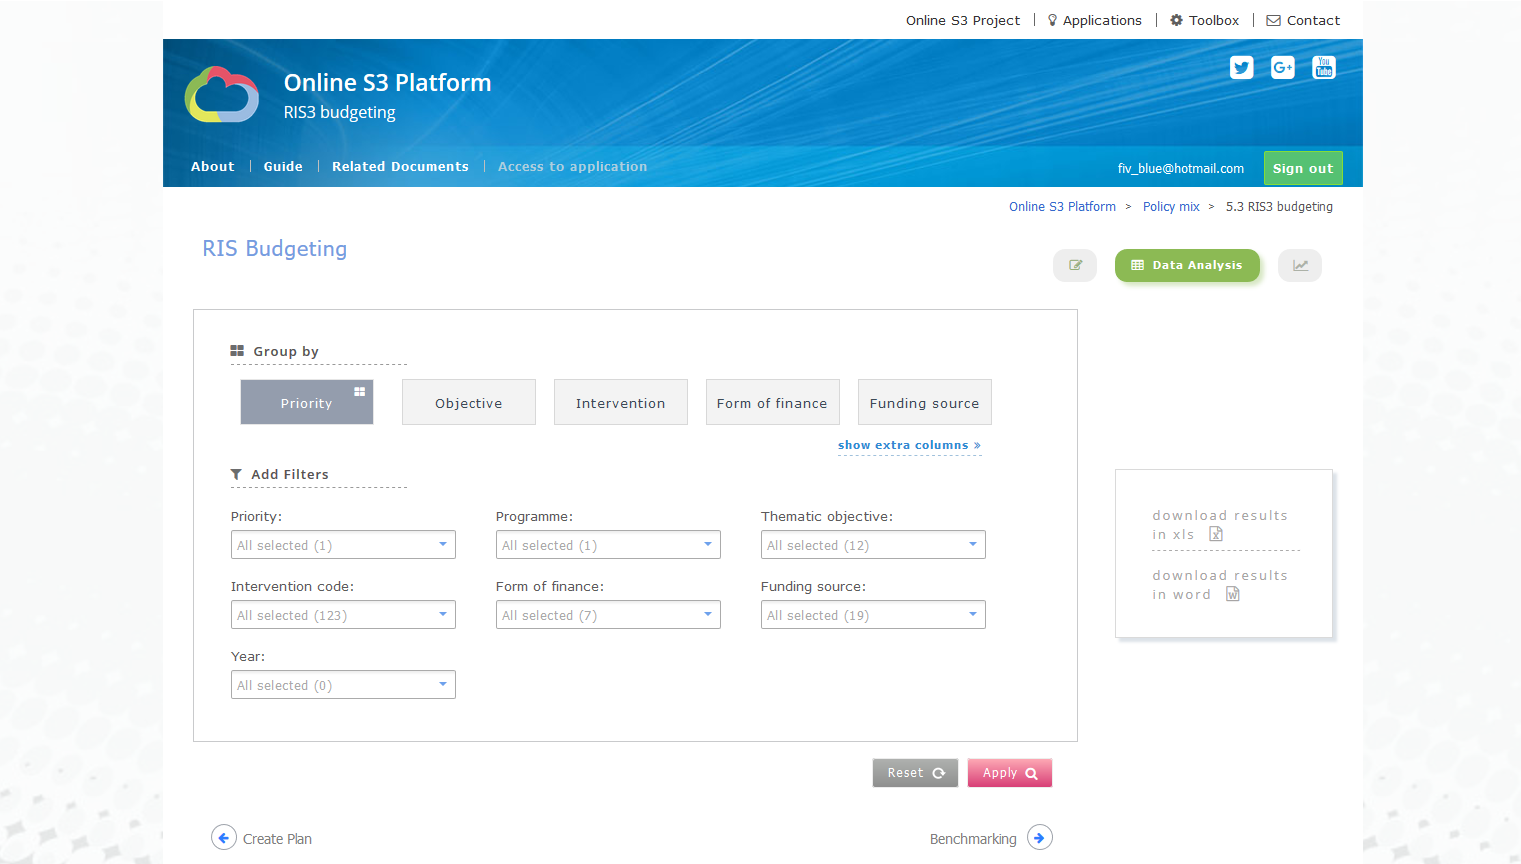 Online S3 Project | Applications | Toolbox | Contact
Online S3 Platform
RIS3 budgeting
You
Tube
G+
About | Guide | Related Documents | Access to application
fiv_blue@hotmail.com Sign out
Online S3 Platform > Policy mix > 5.3 RIS3 budgeting
RIS Budgeting
Data Analysis
Group by
Priority Objective Intervention Form of finance Funding source
show extra columns »
Add Filters
Priority: Programme: Thematic objective:
All selected (1) All selected (1) All selected (12)
Intervention code: Form of finance: Funding source:
All selected (123) All selected (7) All selected (19)
Year:
All selected (0)
download results
in xls X
download results
in word W
Reset Apply
Create Plan Benchmarking